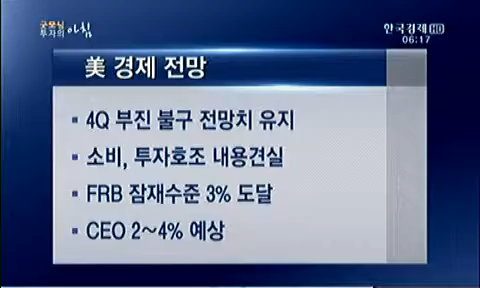 굿모닝
투자의 아침
한국경제 HD
06:17
美 경제 전망
4Q 부진 불구 전망치 유지
소비, 투자호조 내용견실
FRB 잠재수준 3% 도달
CEO 2~4% 예상